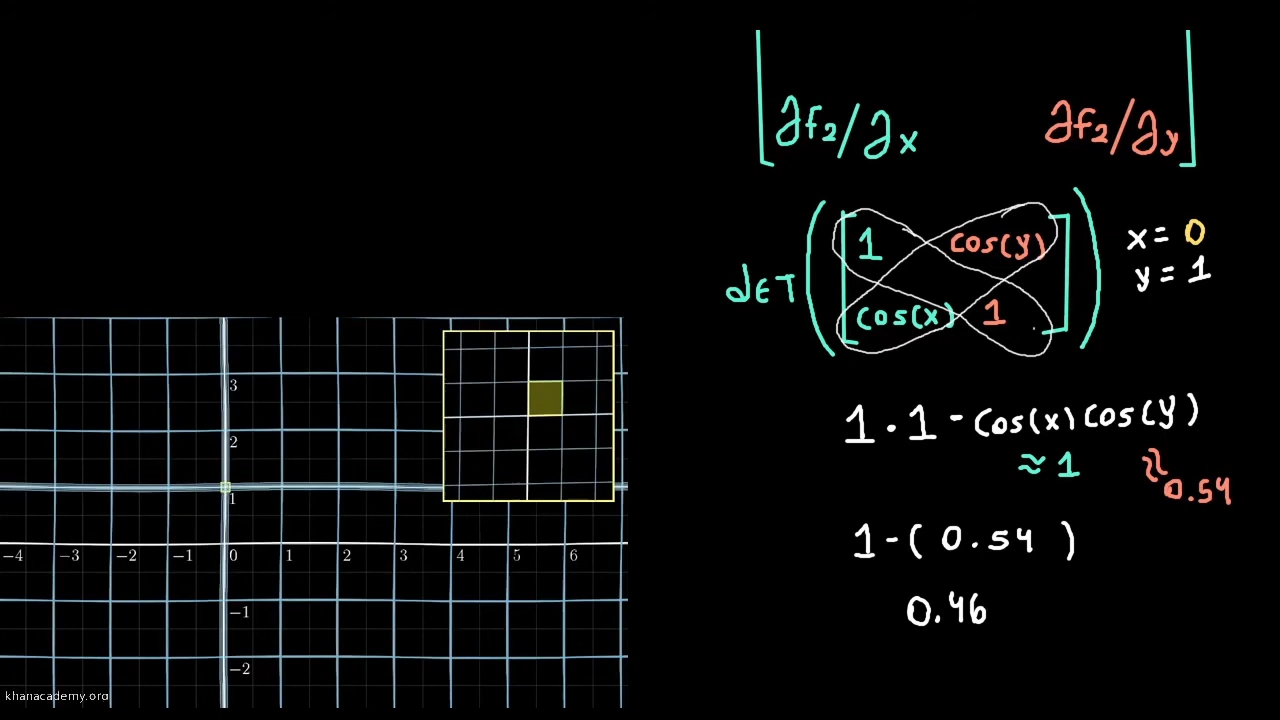 ∂f₂/∂x ∂f₂/∂y
det ( [ 1 cos(y)
cos(x) 1 ] )
x = 0
y = 1
1 · 1 - cos(x) cos(y)
≈ 1 ≈ 0.54
1 - ( 0.54 )
0.46
3
2
1
−4 −3 −2 −1 0 1 2 3 4 5 6
−1
−2
khanacademy.org